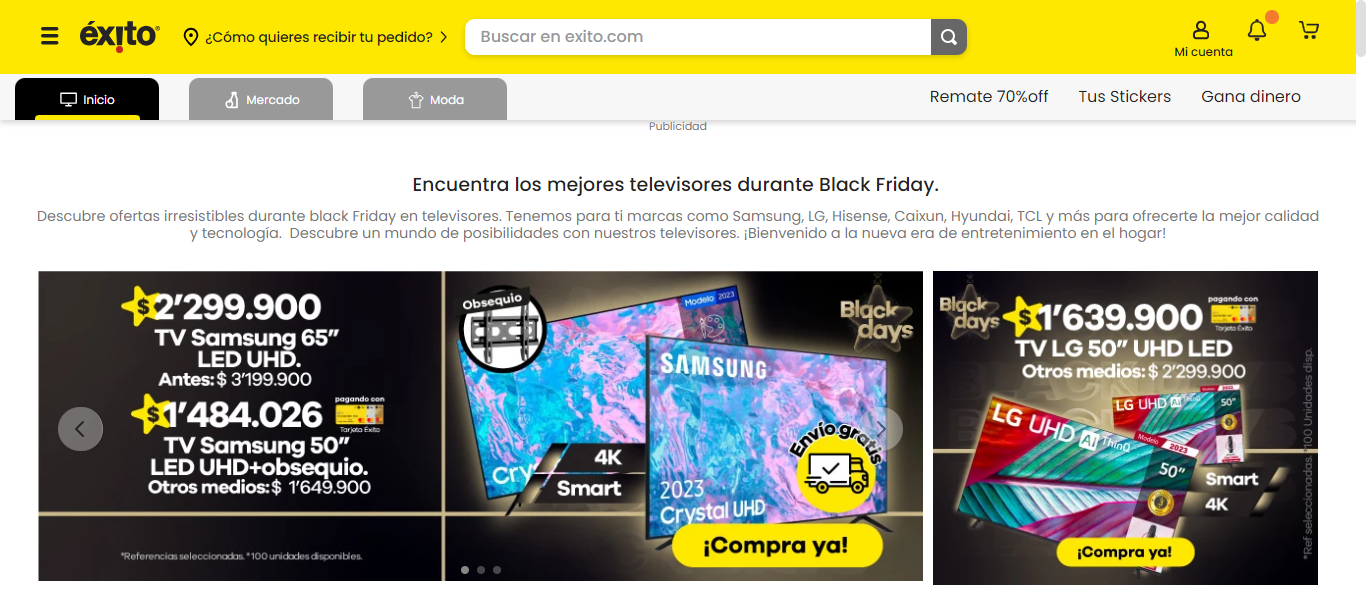 éxito
¿Cómo quieres recibir tu pedido?
Buscar en exito.com
Mi cuenta
Inicio
Mercado
Moda
Remate 70%off
Tus Stickers
Gana dinero
Publicidad
Encuentra los mejores televisores durante Black Friday.
Descubre ofertas irresistibles durante black Friday en televisores. Tenemos para ti marcas como Samsung, LG, Hisense, Caixun, Hyundai, TCL y más para ofrecerte la mejor calidad
y tecnología. Descubre un mundo de posibilidades con nuestros televisores. ¡Bienvenido a la nueva era de entretenimiento en el hogar!
$2'299.900
TV Samsung 65”
LED UHD.
Antes: $ 3'199.900
$1'484.026
pagando con
Tarjeta Éxito
TV Samsung 50”
LED UHD+obsequio.
Otros medios: $ 1'649.900
*Referencias seleccionadas. *100 unidades disponibles.
Obsequio
Modelo 2023
Black
days
SAMSUNG
Envío gratis
4K
Smart
Cry
2023
Crystal UHD
¡Compra ya!
Black
days
$1'639.900
pagando con
Tarjeta Éxito
TV LG 50” UHD LED
Otros medios: $ 2'299.900
LG UHD AI ThinQ
50”
LG UHD AI ThinQ
Modelo 2023
50”
Smart
4K
¡Compra ya!
*Ref seleccionadas. *100 Unidades disp.